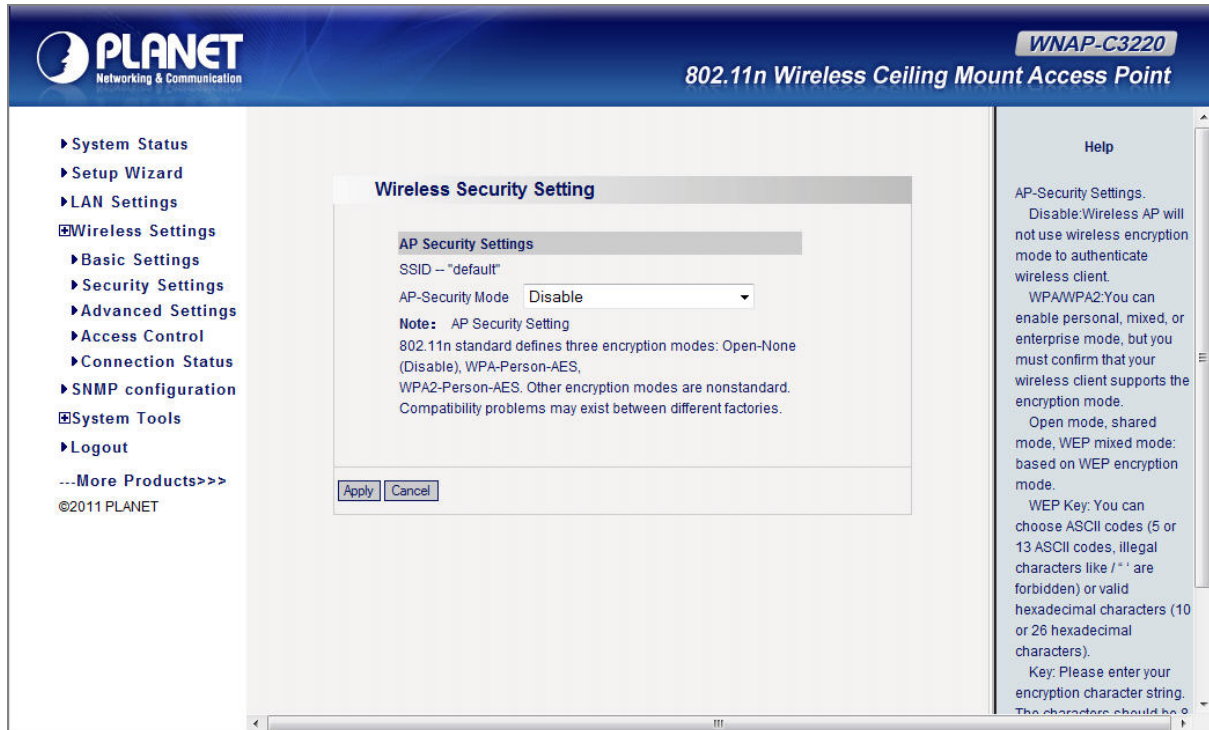 PLANET
Networking & Communication
WNAP-C3220
802.11n Wireless Ceiling Mount Access Point
System Status
Setup Wizard
LAN Settings
Wireless Settings
Basic Settings
Security Settings
Advanced Settings
Access Control
Connection Status
SNMP configuration
System Tools
Logout
---More Products>>>
©2011 PLANET
Wireless Security Setting
AP Security Settings
SSID -- "default"
AP-Security Mode Disable
Note: AP Security Setting
802.11n standard defines three encryption modes: Open-None
(Disable), WPA-Person-AES,
WPA2-Person-AES. Other encryption modes are nonstandard.
Compatibility problems may exist between different factories.
Apply Cancel
Help
AP-Security Settings.
Disable:Wireless AP will
not use wireless encryption
mode to authenticate
wireless client.
WPA/WPA2:You can
enable personal, mixed, or
enterprise mode, but you
must confirm that your
wireless client supports the
encryption mode.
Open mode, shared
mode, WEP mixed mode:
based on WEP encryption
mode.
WEP Key: You can
choose ASCII codes (5 or
13 ASCII codes, illegal
characters like / “ ‘ are
forbidden) or valid
hexadecimal characters (10
or 26 hexadecimal
characters).
Key: Please enter your
encryption character string.
The characters should be 8